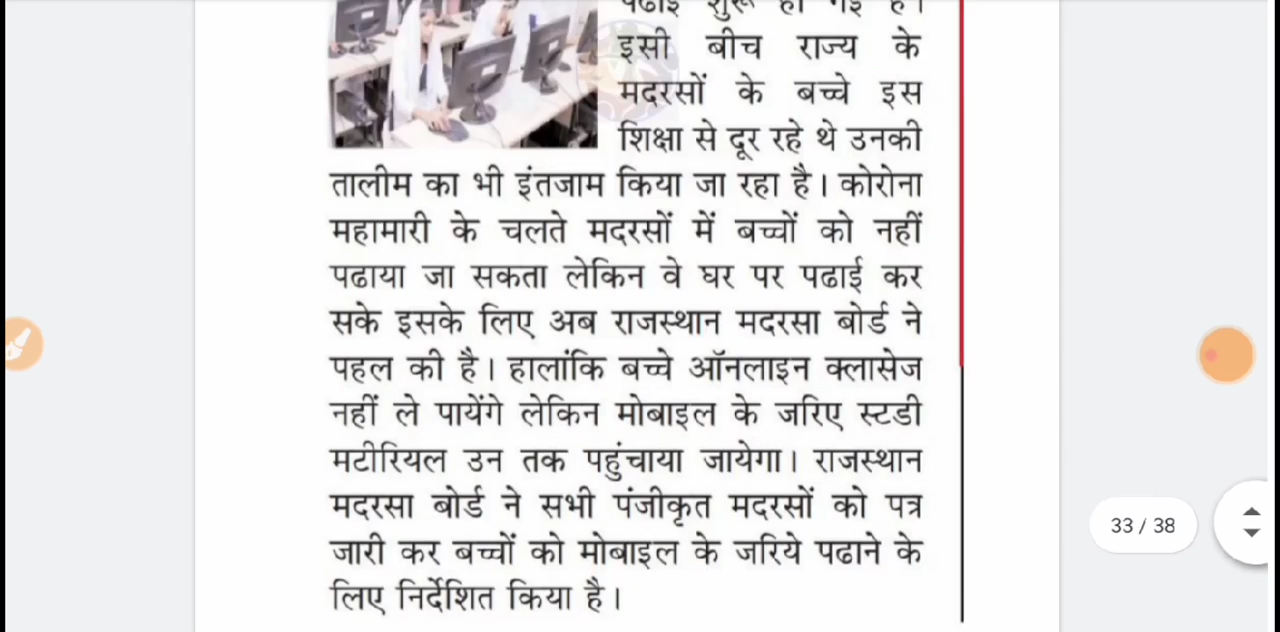 पढाई शुरू हो गई है।
इसी बीच राज्य के
मदरसों के बच्चे इस
शिक्षा से दूर रहे थे उनकी
तालीम का भी इंतजाम किया जा रहा है। कोरोना
महामारी के चलते मदरसों में बच्चों को नहीं
पढाया जा सकता लेकिन वे घर पर पढाई कर
सके इसके लिए अब राजस्थान मदरसा बोर्ड ने
पहल की है। हालांकि बच्चे ऑनलाइन क्लासेज
नहीं ले पायेंगे लेकिन मोबाइल के जरिए स्टडी
मटीरियल उन तक पहुंचाया जायेगा। राजस्थान
मदरसा बोर्ड ने सभी पंजीकृत मदरसों को पत्र
जारी कर बच्चों को मोबाइल के जरिये पढाने के
लिए निर्देशित किया है।
33 / 38